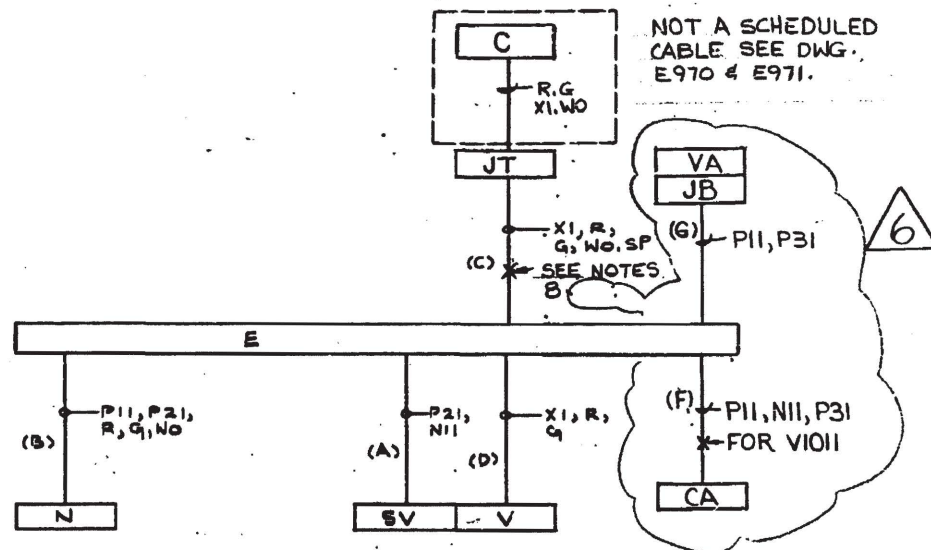 C
NOT A SCHEDULED
CABLE SEE DWG.
E970 & E971.
R.G
X1.WO
JT
VA
JB
X1, R,
G, WO.SP
(G)
P11, P31
6
(C)
SEE NOTES
8
E
P11, P21,
R, G, WO
(B)
P21,
N11
(A)
X1, R,
G
(D)
(F)
P11, N11, P31
FOR V1011
N
SV
V
CA